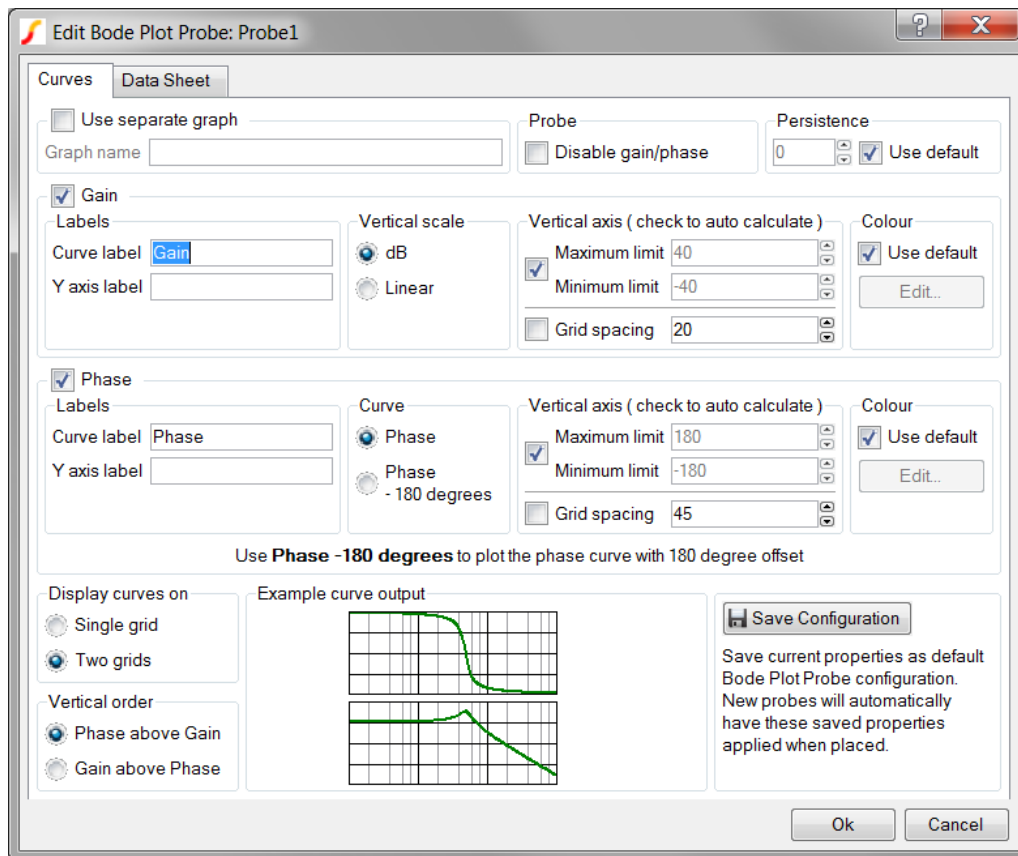 Edit Bode Plot Probe: Probe1
Curves
Data Sheet
Use separate graph
Graph name
Probe
Disable gain/phase
Persistence
0
Use default
Gain
Labels
Curve label Gain
Y axis label
Vertical scale
dB
Linear
Vertical axis ( check to auto calculate )
Maximum limit 40
Minimum limit -40
Grid spacing 20
Colour
Use default
Edit...
Phase
Labels
Curve label Phase
Y axis label
Curve
Phase
Phase
- 180 degrees
Vertical axis ( check to auto calculate )
Maximum limit 180
Minimum limit -180
Grid spacing 45
Colour
Use default
Edit...
Use Phase -180 degrees to plot the phase curve with 180 degree offset
Display curves on
Single grid
Two grids
Vertical order
Phase above Gain
Gain above Phase
Example curve output
Save Configuration
Save current properties as default
Bode Plot Probe configuration.
New probes will automatically
have these saved properties
applied when placed.
Ok
Cancel